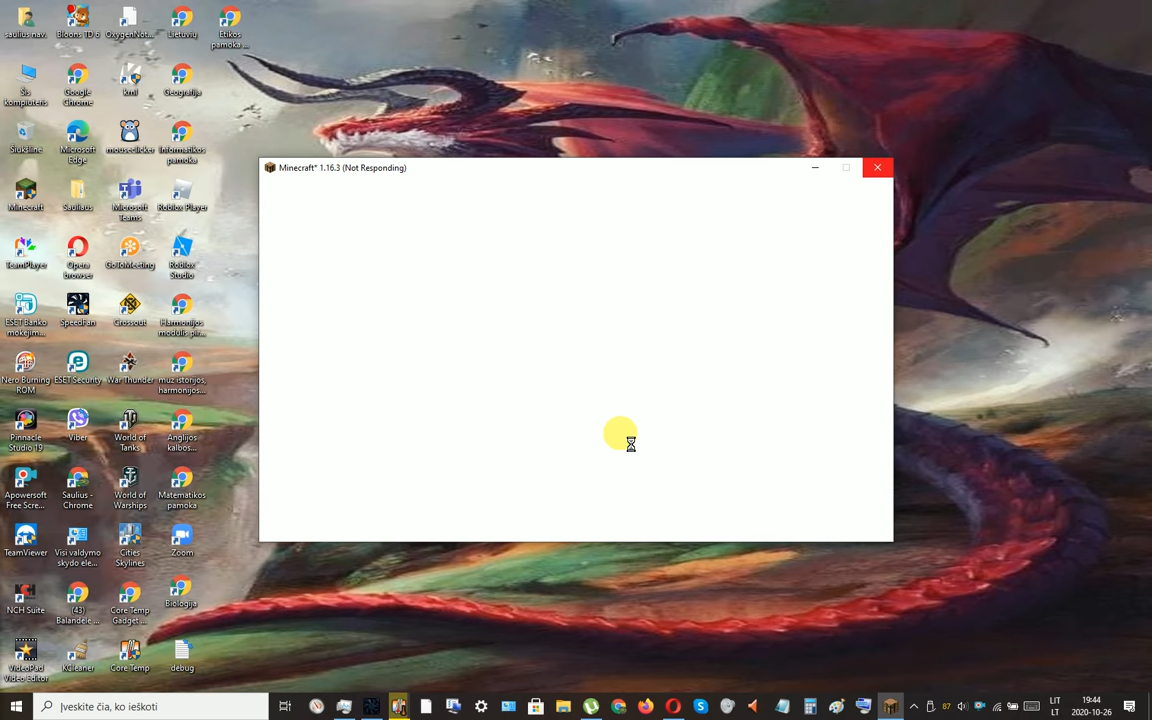 saulius nav.
Bloons TD 6
OxygenNot...
Lietuvių
Etikos
pamoka ...
Šis
kompiuteris
Google
Chrome
kml
Geografija
Šiukšlinė
Microsoft
Edge
mouseclicker
Informatikos
pamoka
Minecraft
Sauliaus
Microsoft
Teams
Roblox Player
TeamPlayer
Opera
browser
GoToMeeting
Roblox
Studio
ESET Banko
mokėjim...
SpeedFan
Crossout
Harmonijos
modulis pir...
Nero Burning
ROM
ESET Security
War Thunder
muz istorijos,
harmonijos...
Pinnacle
Studio 19
Viber
World of
Tanks
Anglijos
kalbos...
Apowersoft
Free Scre...
Saulius -
Chrome
World of
Warships
Matematikos
pamoka
TeamViewer
Visi valdymo
skydo ele...
Cities
Skylines
Zoom
NCH Suite
(43)
Balandėlė ...
Core Temp
Gadget ...
Biologija
VideoPad
Video Editor
KCleaner
Core Temp
debug
Minecraft* 1.16.3 (Not Responding)
Įveskite čia, ko ieškoti
87
LIT
LT
19:44
2020-10-26